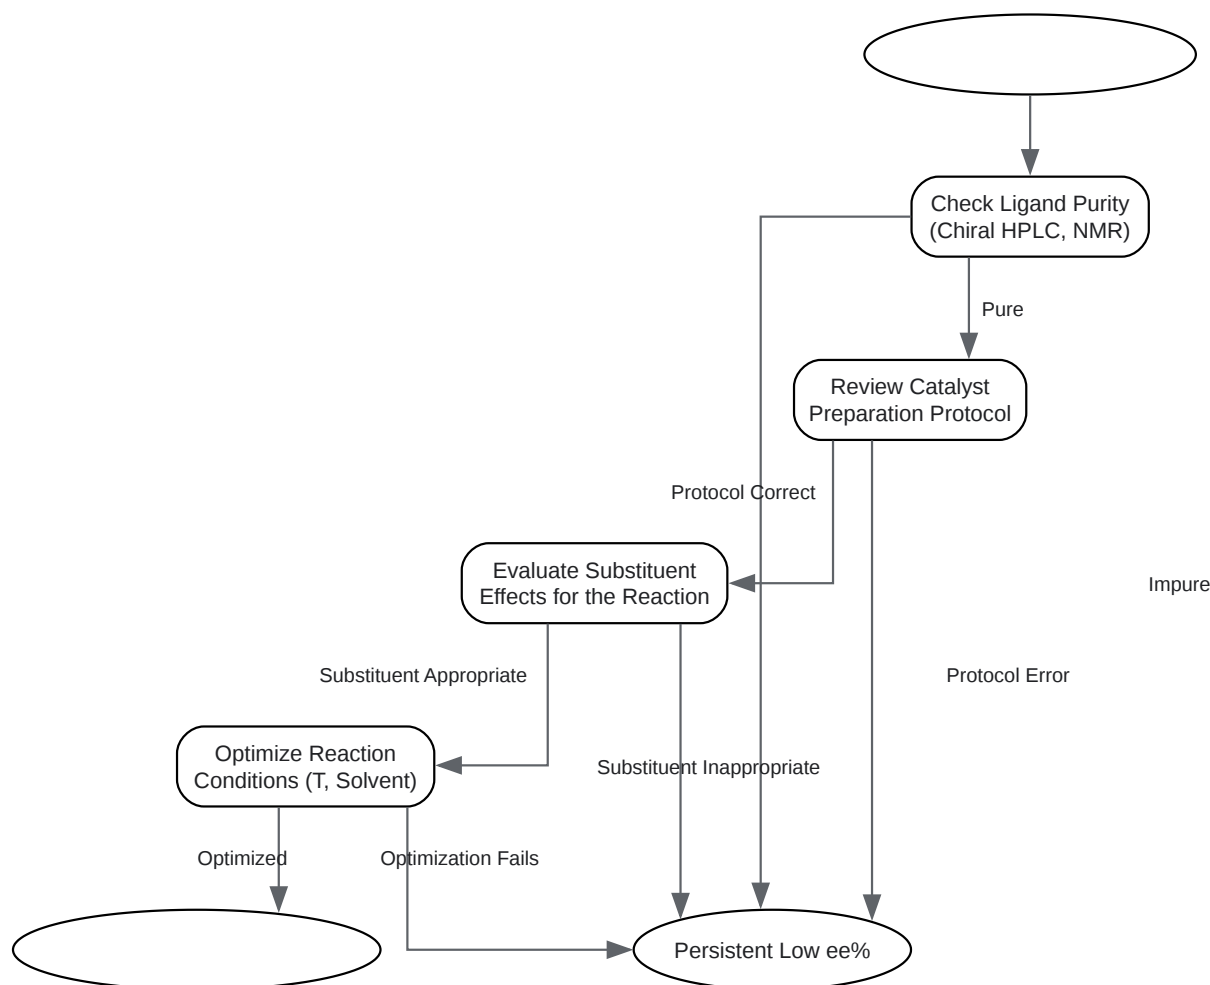 Check Ligand Purity
(Chiral HPLC, NMR)
Pure
Review Catalyst
Preparation Protocol
Protocol Correct
Evaluate Substituent
Effects for the Reaction
Impure
Substituent Appropriate
Protocol Error
Optimize Reaction
Conditions (T, Solvent)
Substituent Inappropriate
Optimized
Optimization Fails
Persistent Low ee%